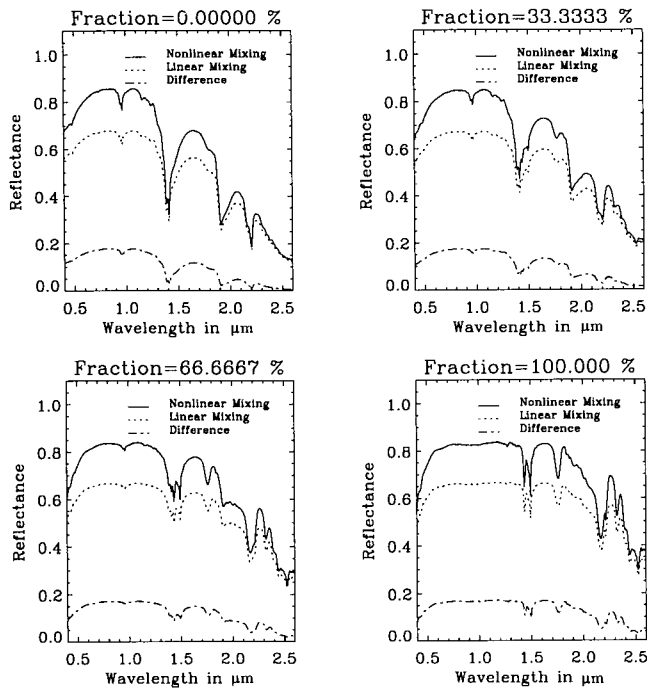 Fraction=0.00000 %
Nonlinear Mixing
Linear Mixing
Difference
Reflectance
1.0
0.8
0.6
0.4
0.2
0.0
0.5 1.0 1.5 2.0 2.5
Wavelength in μm
Fraction=33.3333 %
Nonlinear Mixing
Linear Mixing
Difference
Reflectance
1.0
0.8
0.6
0.4
0.2
0.0
0.5 1.0 1.5 2.0 2.5
Wavelength in μm
Fraction=66.6667 %
Nonlinear Mixing
Linear Mixing
Difference
Reflectance
1.0
0.8
0.6
0.4
0.2
0.0
0.5 1.0 1.5 2.0 2.5
Wavelength in μm
Fraction=100.000 %
Nonlinear Mixing
Linear Mixing
Difference
Reflectance
1.0
0.8
0.6
0.4
0.2
0.0
0.5 1.0 1.5 2.0 2.5
Wavelength in μm